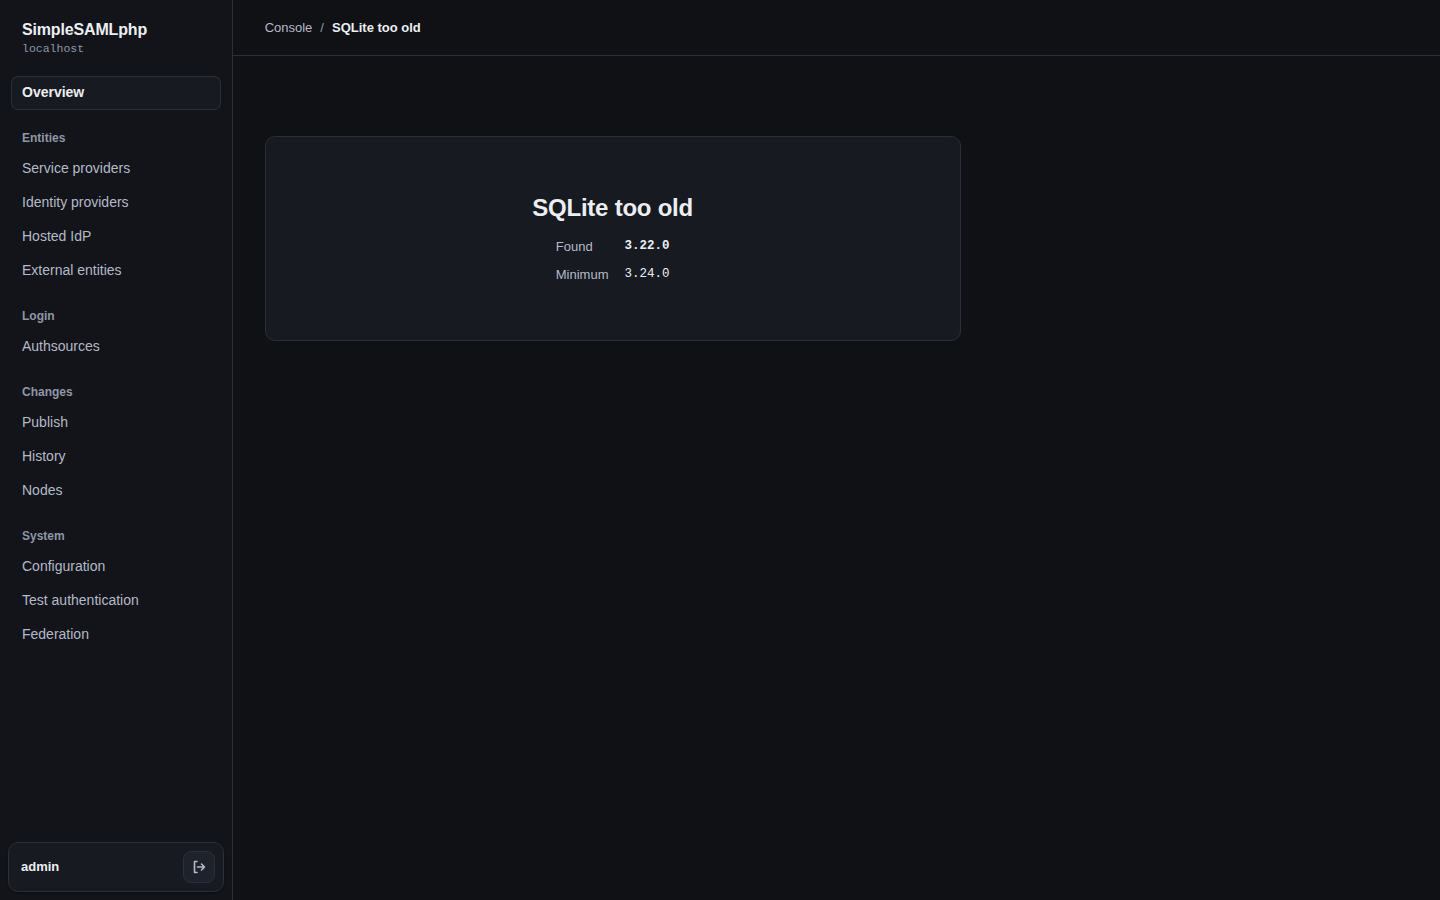 SimpleSAMLphp
localhost
Overview
Entities
Service providers
Identity providers
Hosted IdP
External entities
Login
Authsources
Changes
Publish
History
Nodes
System
Configuration
Test authentication
Federation
admin
Console / SQLite too old
SQLite too old
Found 3.22.0
Minimum 3.24.0